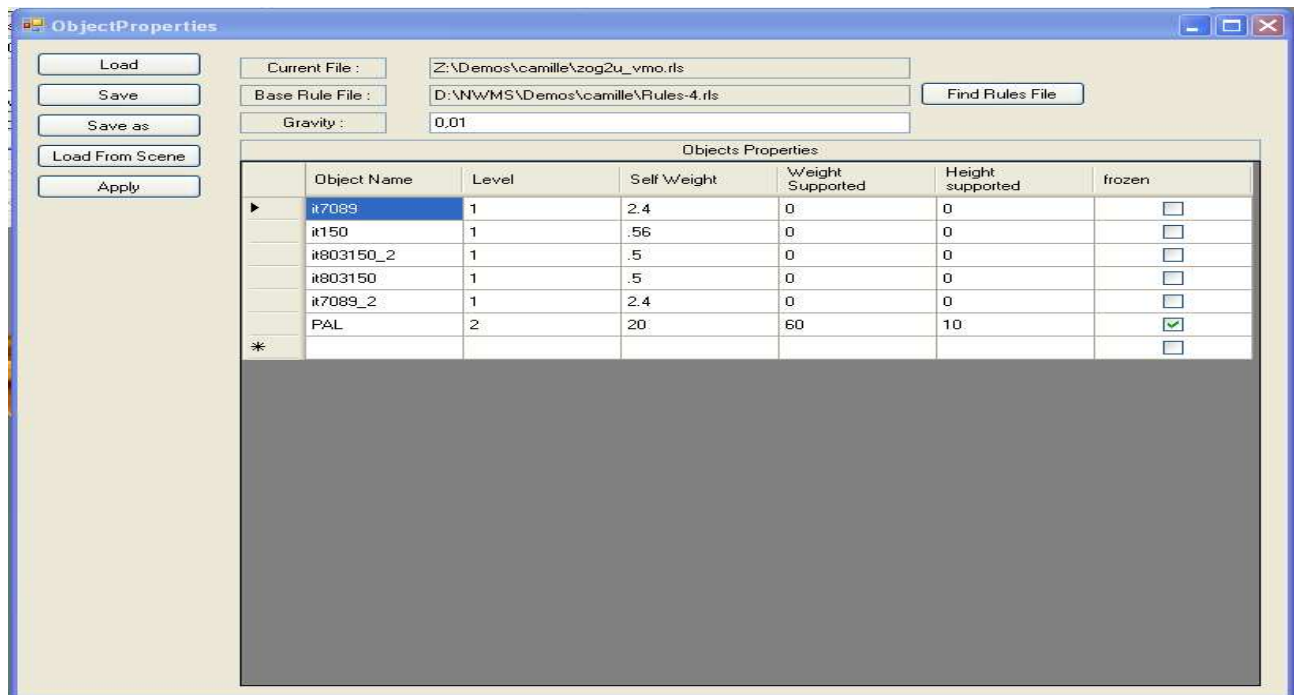 ObjectProperties
Load
Save
Save as
Load From Scene
Apply
Current File : Z:\Demos\camille\zog2u_vmo.rls
Base Rule File : D:\NWMS\Demos\camille\Rules-4.rls Find Rules File
Gravity : 0,01
Objects Properties
Object Name Level Self Weight Weight Supported Height supported frozen
it7089 1 2.4 0 0
it150 1 .56 0 0
it803150_2 1 .5 0 0
it803150 1 .5 0 0
it7089_2 1 2.4 0 0
PAL 2 20 60 10